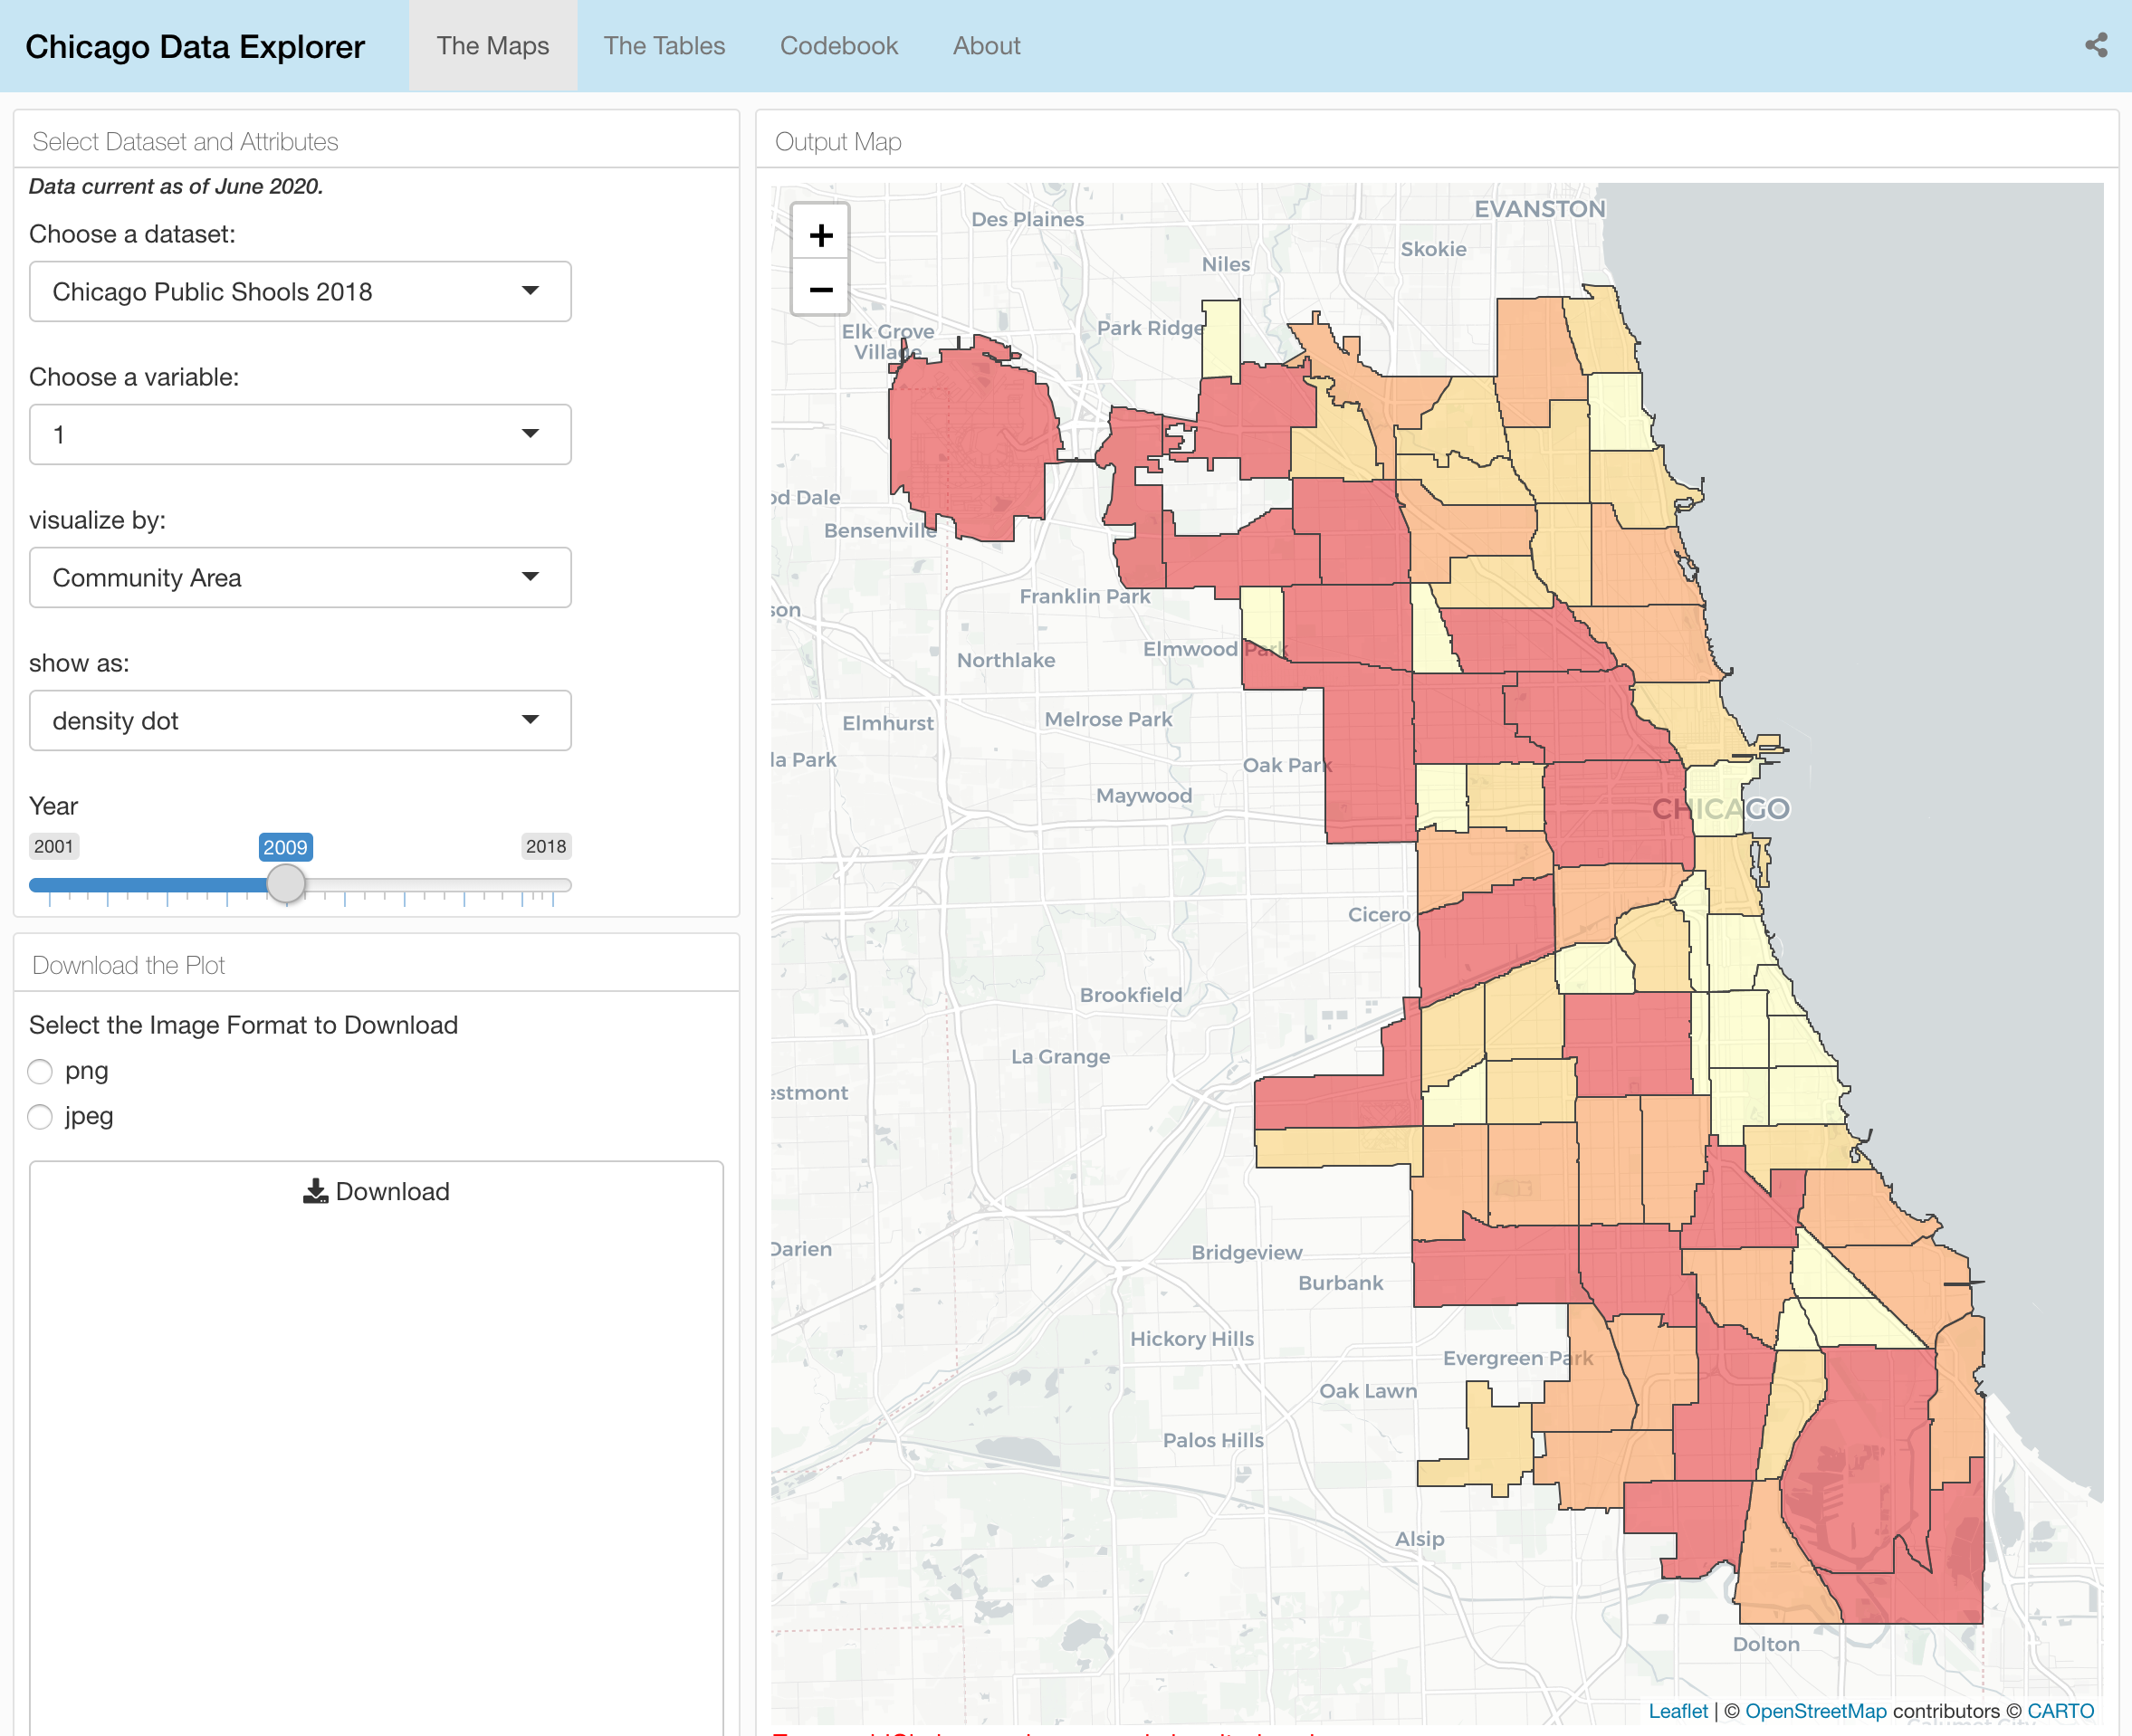 Chicago Data Explorer
The Maps
The Tables
Codebook
About
Select Dataset and Attributes
Data current as of June 2020.
Choose a dataset:
Chicago Public Shools 2018
Choose a variable:
1
visualize by:
Community Area
show as:
density dot
Year
2001
2009
2018
Download the Plot
Select the Image Format to Download
png
jpeg
Download
Output Map
+
−
EVANSTON
Des Plaines
Skokie
Niles
Park Ridge
Elk Grove
Village
od Dale
Bensenville
Franklin Park
son
Elmwood Park
Northlake
Melrose Park
Elmhurst
la Park
Oak Park
Maywood
CHICAGO
Cicero
Brookfield
La Grange
estmont
Darien
Bridgeview
Burbank
Hickory Hills
Evergreen Park
Oak Lawn
Palos Hills
Alsip
Dolton
Leaflet | © OpenStreetMap contributors © CARTO